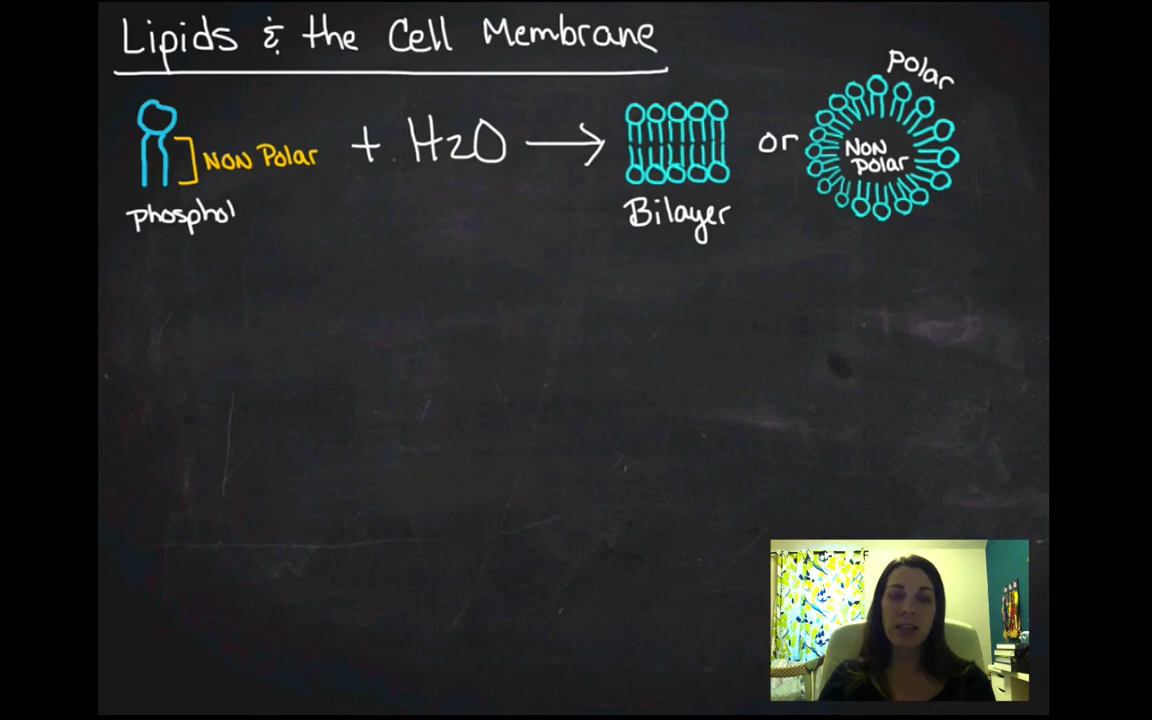 Lipids & the Cell Membrane
NON Polar
+ H2O → 
phosphol
Bilayer
or
Polar
NON
Polar